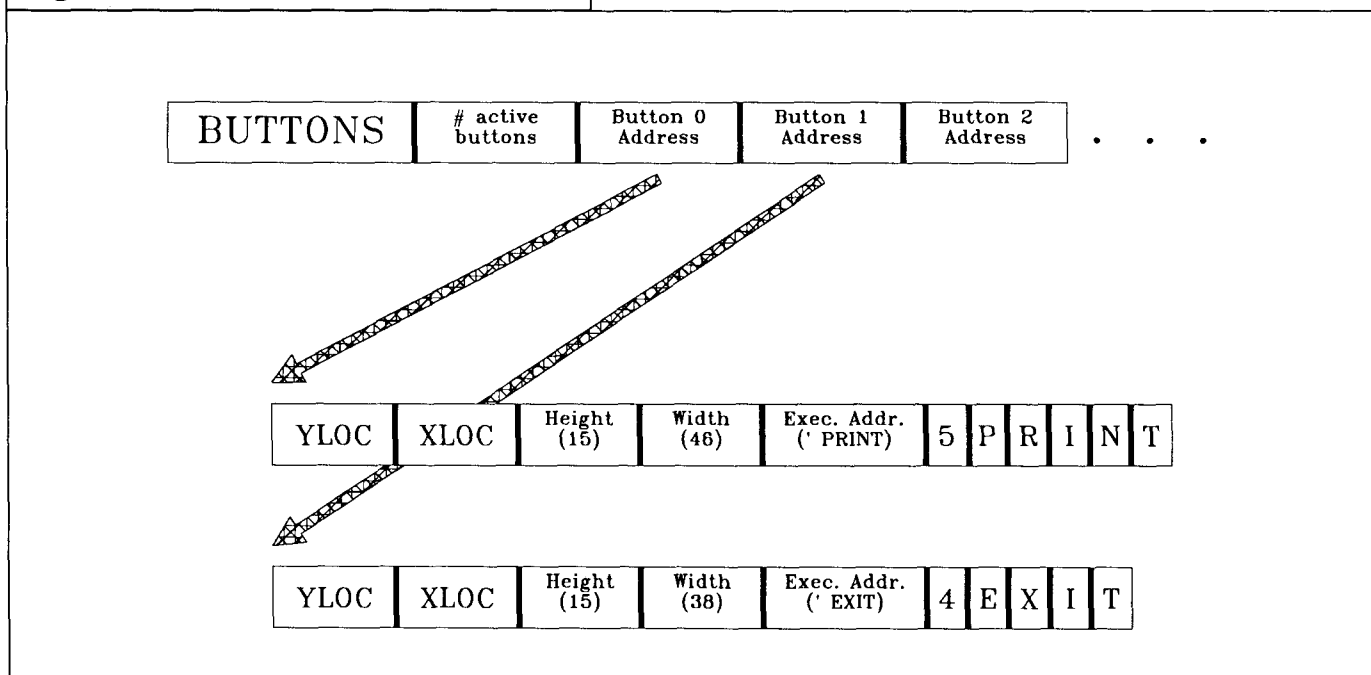 BUTTONS
# active
buttons
Button 0
Address
Button 1
Address
Button 2
Address
. . .
YLOC
XLOC
Height
(15)
Width
(46)
Exec. Addr.
(' PRINT)
5 P R I N T
YLOC
XLOC
Height
(15)
Width
(38)
Exec. Addr.
(' EXIT)
4 E X I T